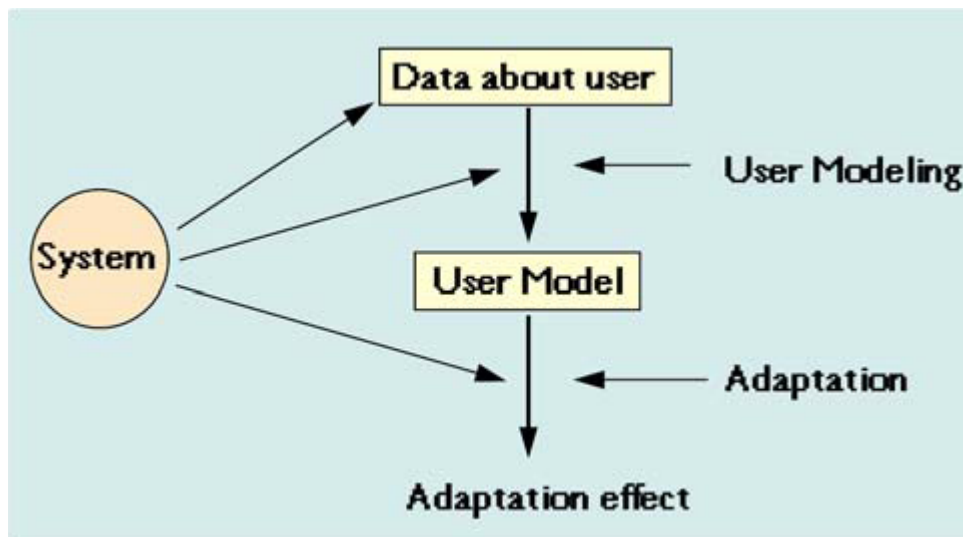 Data about user
User Modeling
System
User Model
Adaptation
Adaptation effect